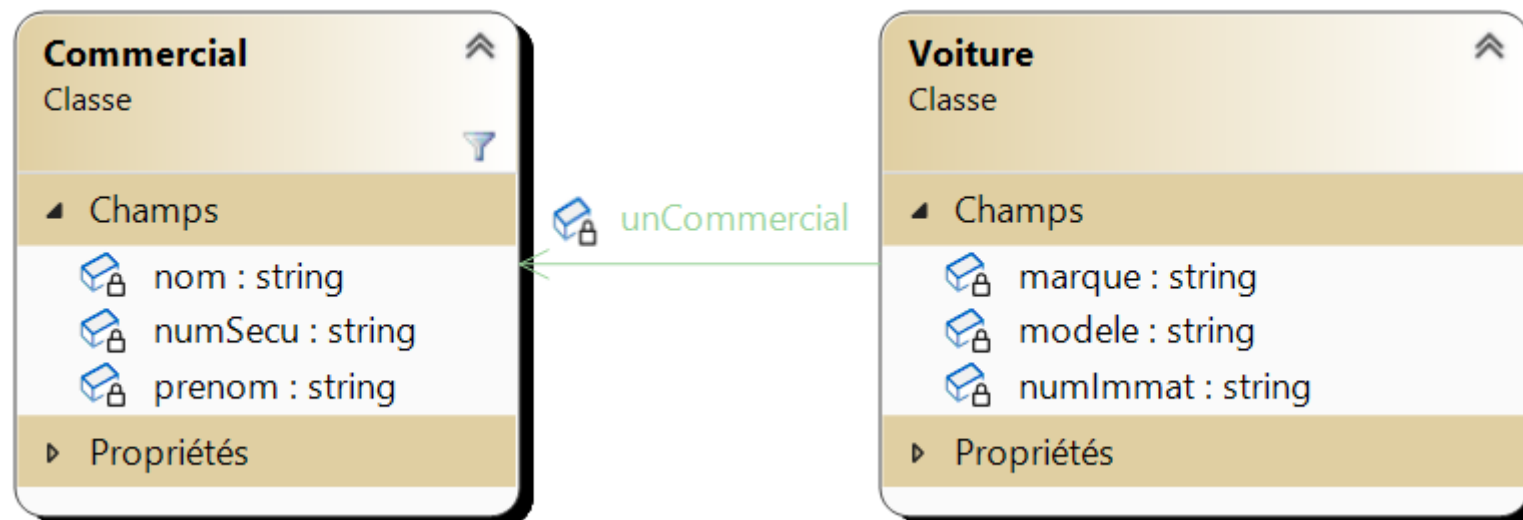 Commercial
Classe
Champs
nom : string
numSecu : string
prenom : string
Propriétés
unCommercial
Voiture
Classe
Champs
marque : string
modele : string
numImmat : string
Propriétés